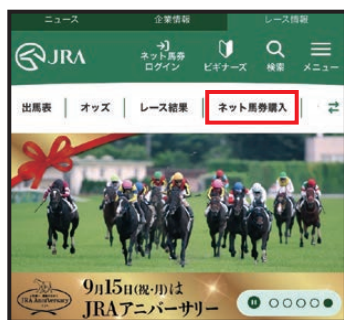 ニュース
企業情報
レース情報
JRA
ネット馬券
ログイン
ビギナーズ
検索
メニュー
出馬表
オッズ
レース結果
ネット馬券購入
JRA Anniversary
9月15日(祝・月)は
JRAアニバーサリー